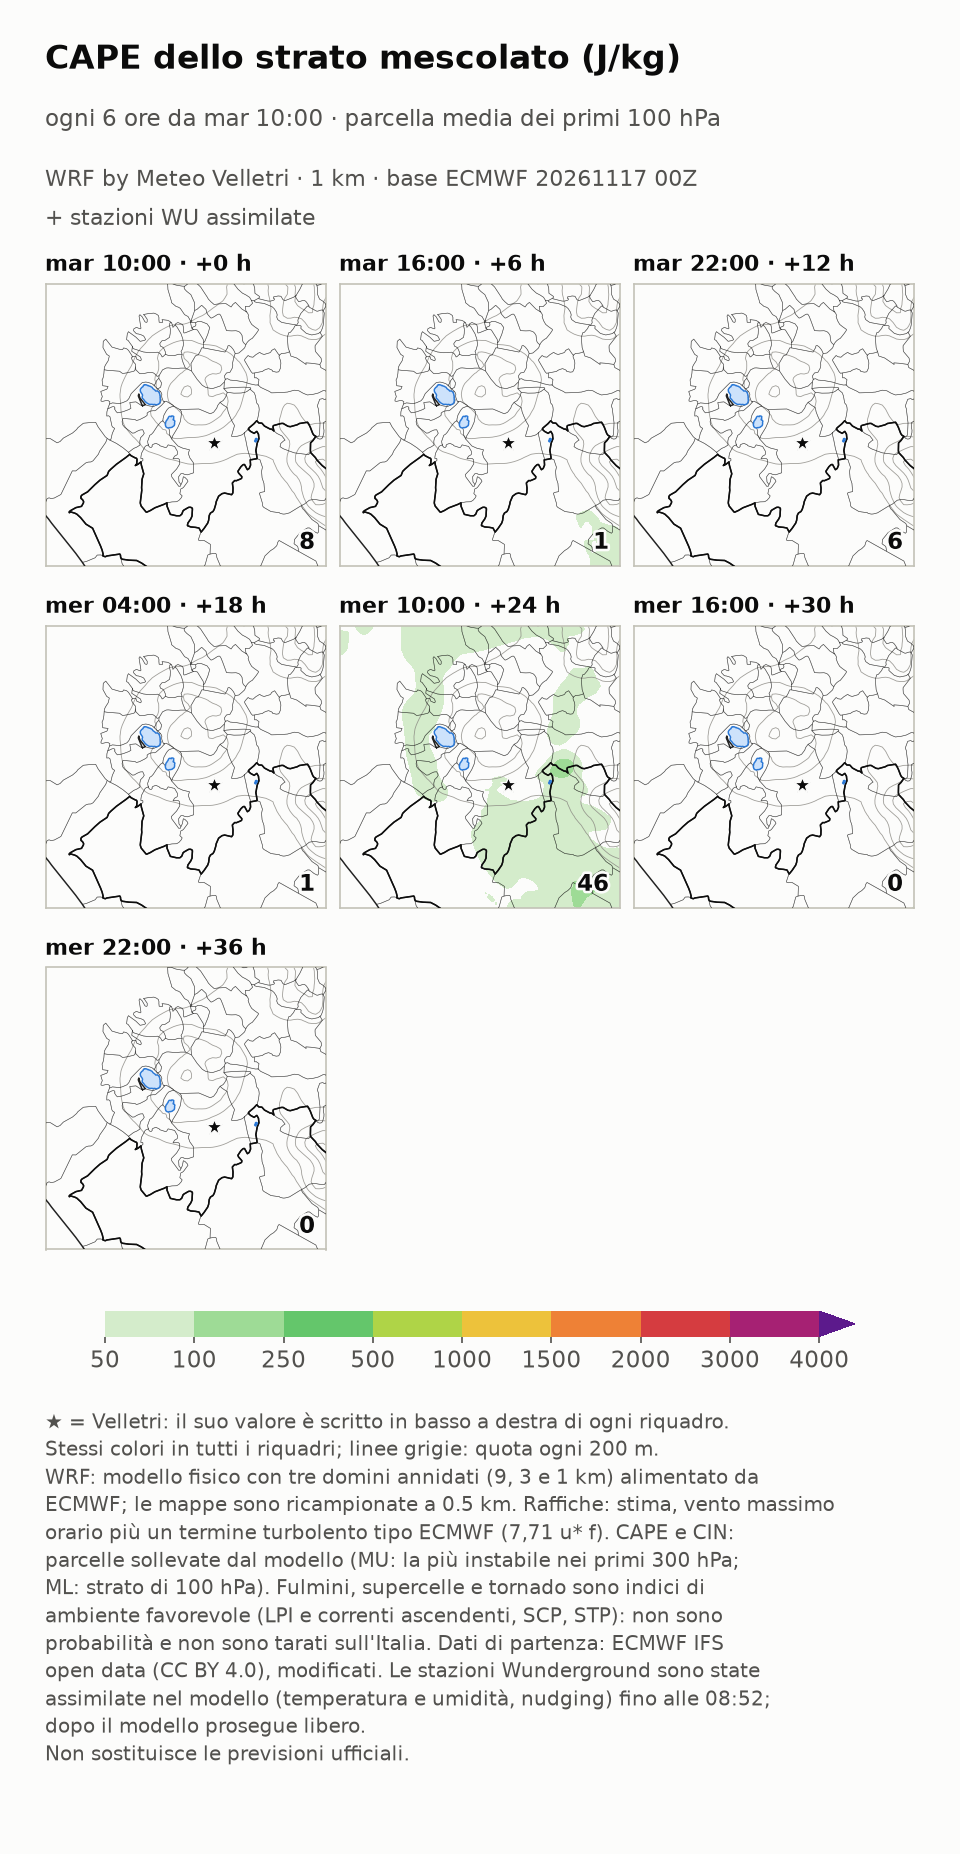 CAPE dello strato mescolato (J/kg)
ogni 6 ore da mar 10:00 · parcella media dei primi 100 hPa
WRF by Meteo Velletri · 1 km · base ECMWF 20261117 00Z
+ stazioni WU assimilate
mar 10:00 · +0 h
mar 16:00 · +6 h
mar 22:00 · +12 h
8
1
6
mer 04:00 · +18 h
mer 10:00 · +24 h
mer 16:00 · +30 h
1
46
0
mer 22:00 · +36 h
0
50 100 250 500 1000 1500 2000 3000 4000
★ = Velletri: il suo valore è scritto in basso a destra di ogni riquadro.
Stessi colori in tutti i riquadri; linee grigie: quota ogni 200 m.
WRF: modello fisico con tre domini annidati (9, 3 e 1 km) alimentato da
ECMWF; le mappe sono ricampionate a 0.5 km. Raffiche: stima, vento massimo
orario più un termine turbolento tipo ECMWF (7,71 u* f). CAPE e CIN:
parcelle sollevate dal modello (MU: la più instabile nei primi 300 hPa;
ML: strato di 100 hPa). Fulmini, supercelle e tornado sono indici di
ambiente favorevole (LPI e correnti ascendenti, SCP, STP): non sono
probabilità e non sono tarati sull'Italia. Dati di partenza: ECMWF IFS
open data (CC BY 4.0), modificati. Le stazioni Wunderground sono state
assimilate nel modello (temperatura e umidità, nudging) fino alle 08:52;
dopo il modello prosegue libero.
Non sostituisce le previsioni ufficiali.